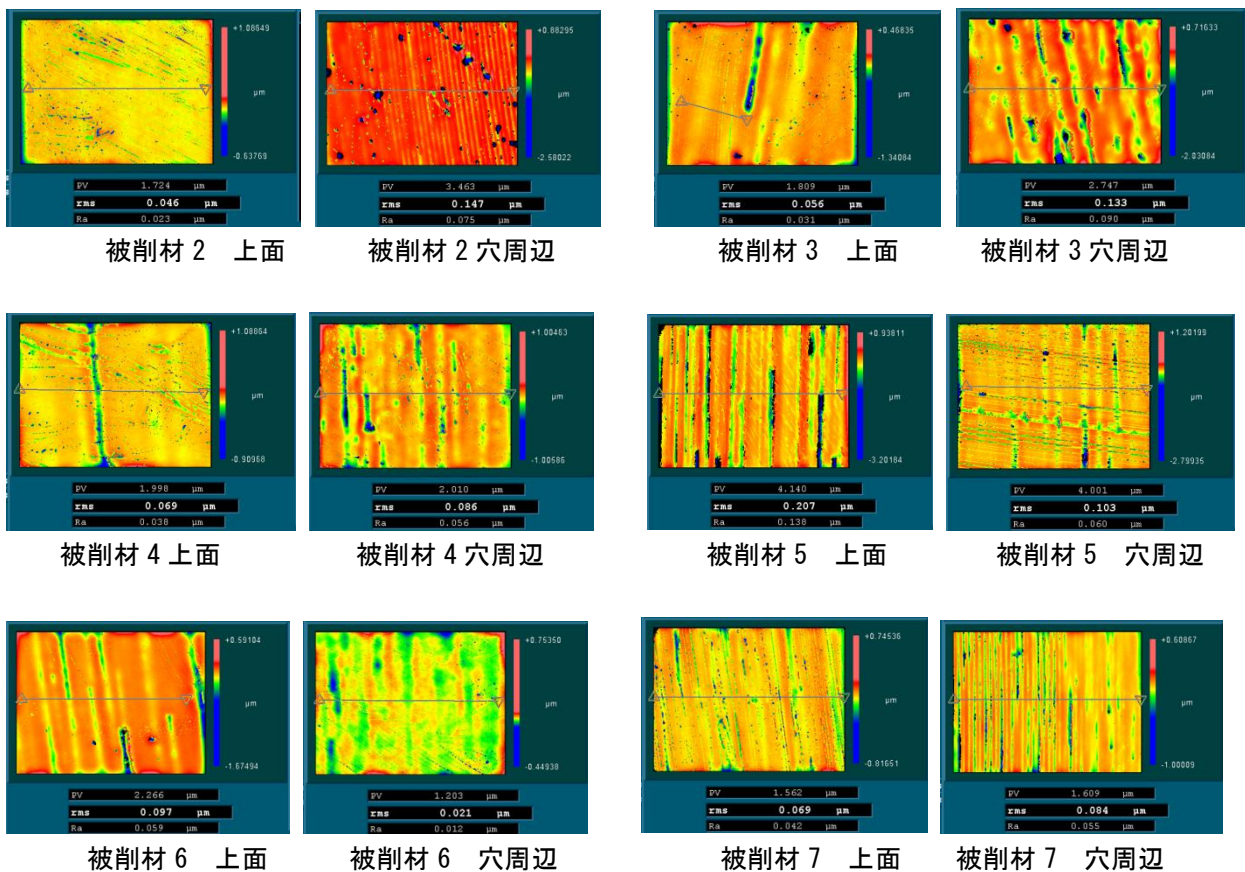 +1.08649
μm
-0.63769
PV 1.724 μm
rms 0.046 μm
Ra 0.023 μm
被削材2 上面
+0.88295
μm
-2.58022
PV 3.463 μm
rms 0.147 μm
Ra 0.075 μm
被削材2穴周辺
+0.46835
μm
-1.34084
PV 1.809 μm
rms 0.056 μm
Ra 0.031 μm
被削材3 上面
+0.71633
μm
-2.03084
PV 2.747 μm
rms 0.133 μm
Ra 0.090 μm
被削材3穴周辺
+1.08864
μm
-0.90968
PV 1.998 μm
rms 0.069 μm
Ra 0.038 μm
被削材4上面
+1.00463
μm
-1.00586
PV 2.010 μm
rms 0.086 μm
Ra 0.056 μm
被削材4穴周辺
+0.93811
μm
-3.20184
PV 4.140 μm
rms 0.207 μm
Ra 0.138 μm
被削材5 上面
+1.20199
μm
-2.79935
PV 4.001 μm
rms 0.103 μm
Ra 0.060 μm
被削材5 穴周辺
+0.59104
μm
-1.67494
PV 2.266 μm
rms 0.097 μm
Ra 0.059 μm
被削材6 上面
+0.75350
μm
-0.44938
PV 1.203 μm
rms 0.021 μm
Ra 0.012 μm
被削材6 穴周辺
+0.74536
μm
-0.81651
PV 1.562 μm
rms 0.069 μm
Ra 0.042 μm
被削材7 上面
+0.60867
μm
-1.00009
PV 1.609 μm
rms 0.084 μm
Ra 0.055 μm
被削材7 穴周辺